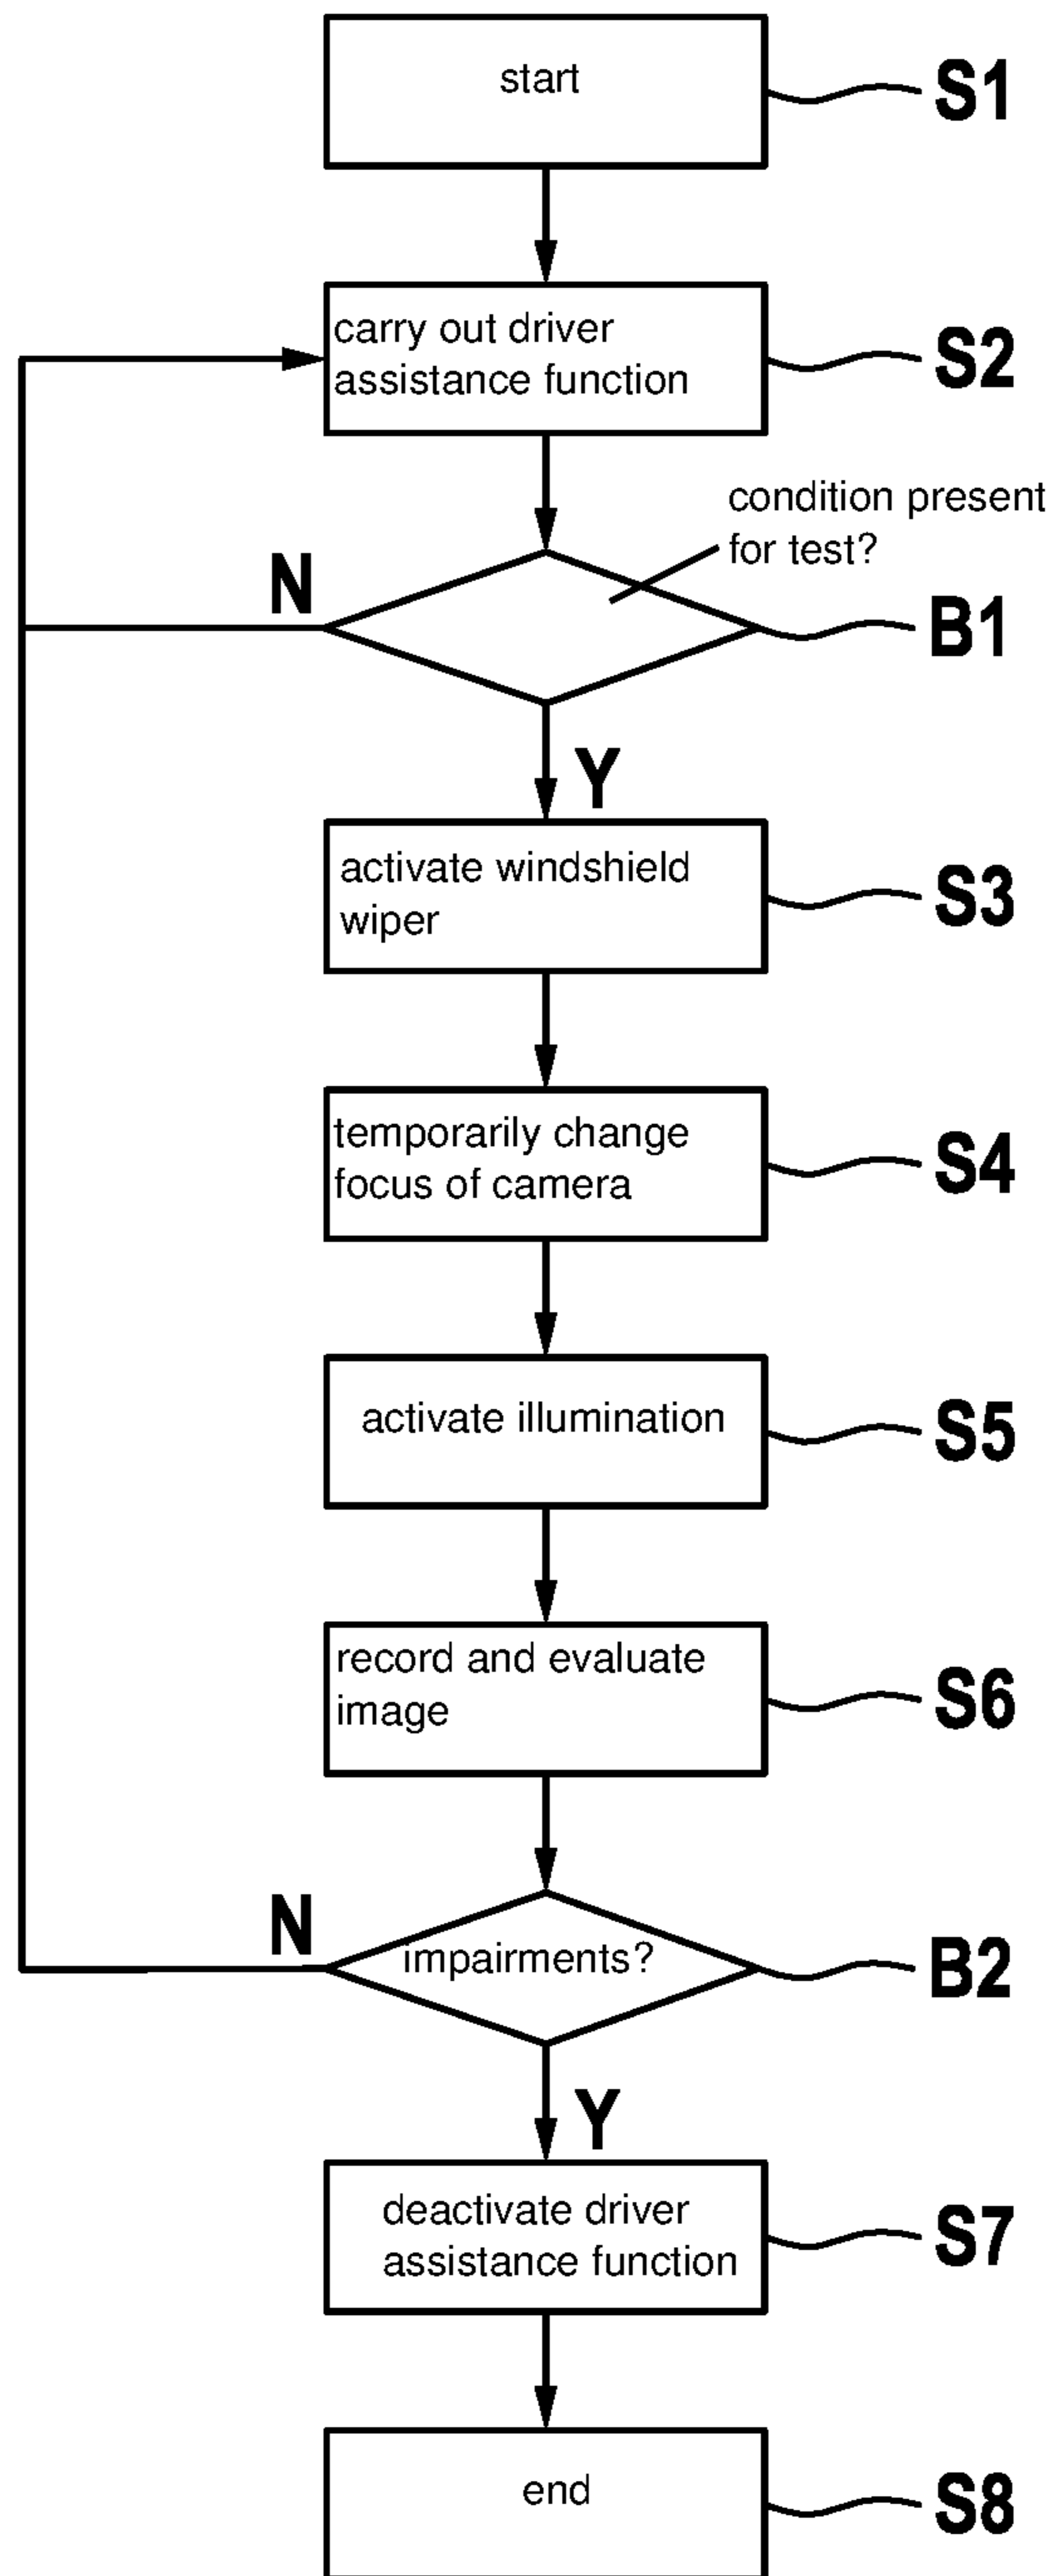 start
S1
carry out driver
assistance function
S2
condition present
for test?
N
B1
Y
activate windshield
wiper
S3
temporarily change
focus of camera
S4
activate illumination
S5
record and evaluate
image
S6
N
impairments?
B2
Y
deactivate driver
assistance function
S7
end
S8